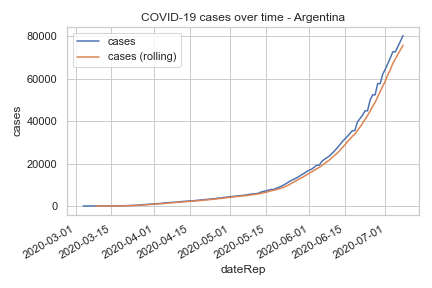 COVID-19 cases over time - Argentina
cases
cases (rolling)
80000
60000
40000
20000
0
cases
2020-03-01
2020-03-15
2020-04-01
2020-04-15
2020-05-01
2020-05-15
2020-06-01
2020-06-15
2020-07-01
dateRep